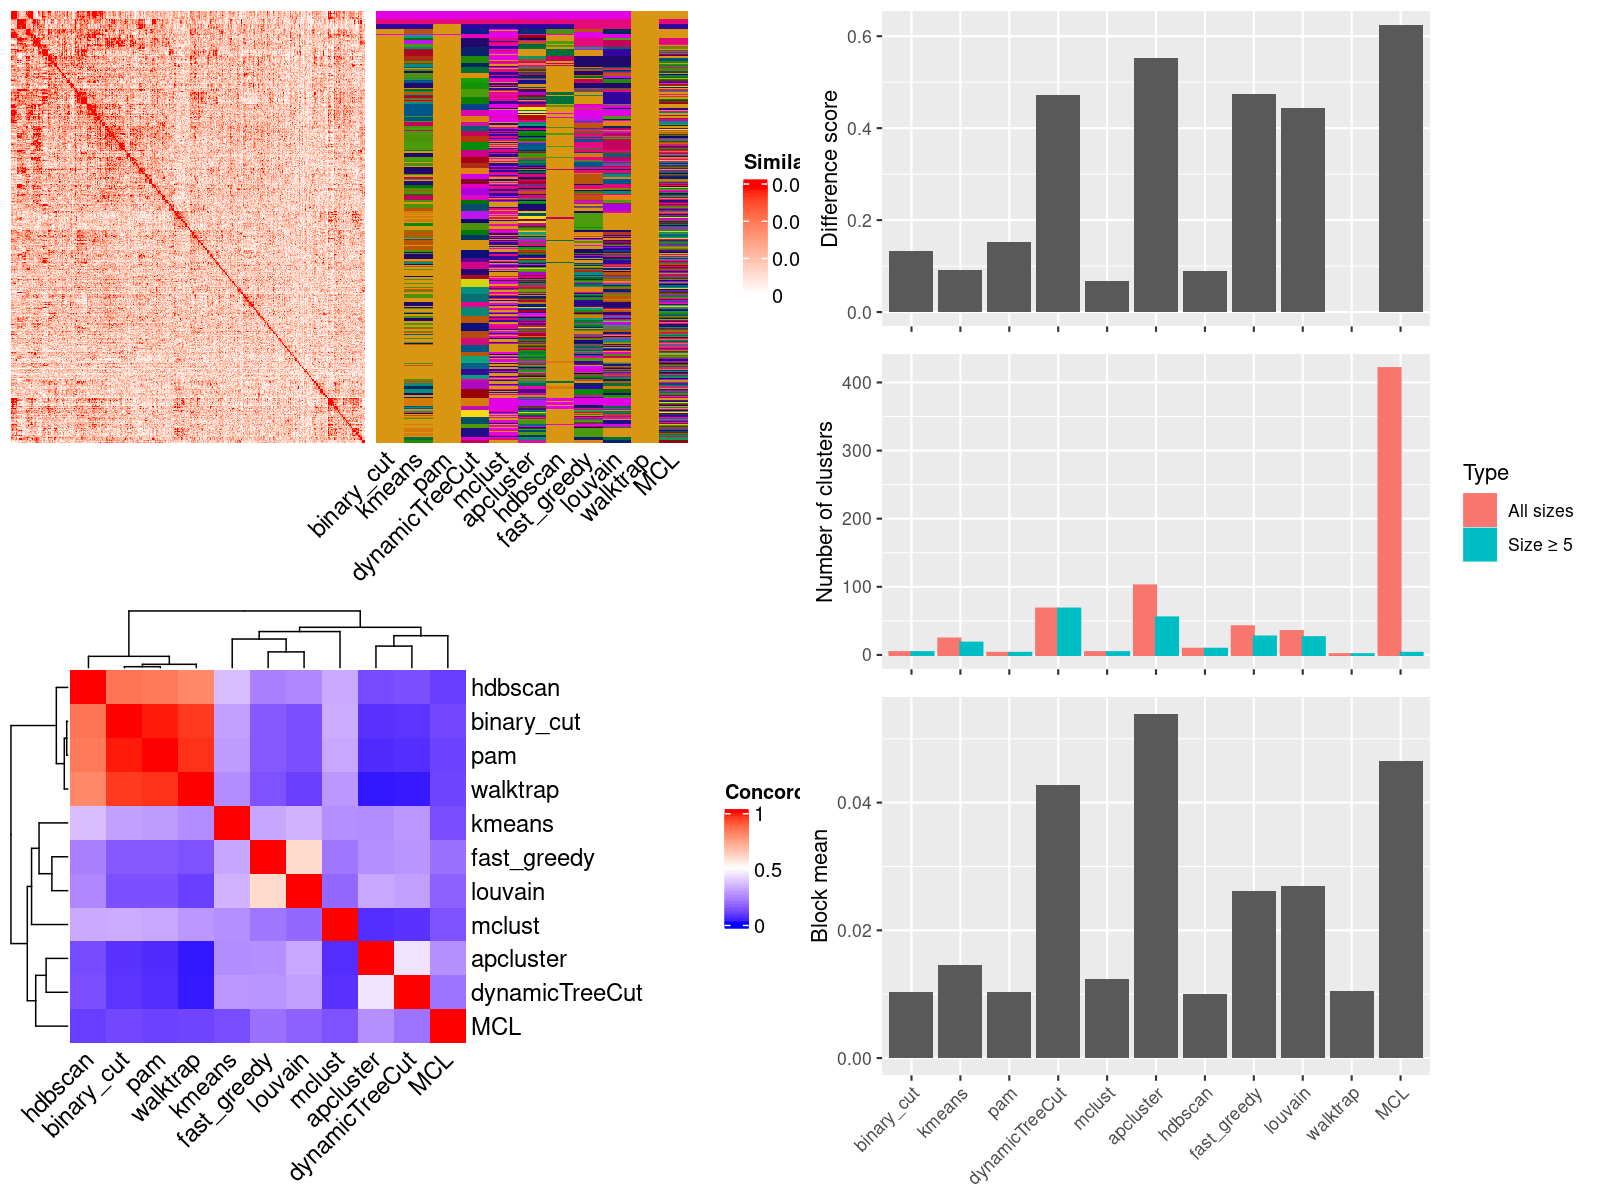 Simila
0.0
0.0
0.0
0
binary_cut
kmeans
pam
dynamicTreeCut
mclust
apcluster
hdbscan
fast_greedy
louvain
walktrap
MCL
hdbscan
binary_cut
pam
walktrap
kmeans
fast_greedy
louvain
mclust
apcluster
dynamicTreeCut
MCL
hdbscan
binary_cut
pam
walktrap
kmeans
fast_greedy
louvain
mclust
apcluster
dynamicTreeCut
MCL
Concord
1
0.5
0
Difference score
0.6
0.4
0.2
0.0
Number of clusters
400
300
200
100
0
Type
All sizes
Size ≥ 5
Block mean
0.04
0.02
0.00
binary_cut
kmeans
pam
dynamicTreeCut
mclust
apcluster
hdbscan
fast_greedy
louvain
walktrap
MCL